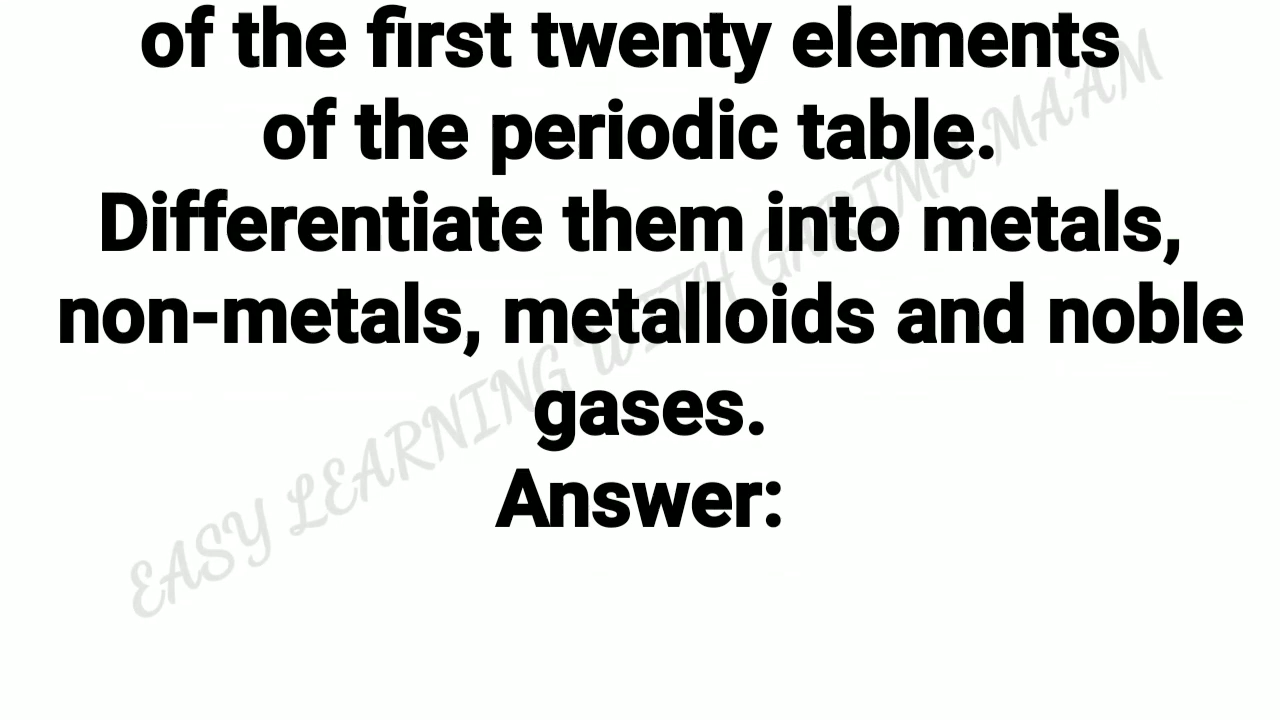 of the first twenty elements
of the periodic table.
Differentiate them into metals,
non-metals, metalloids and noble
gases.
Answer:
EASY LEARNING WITH GARIMA MA'AM